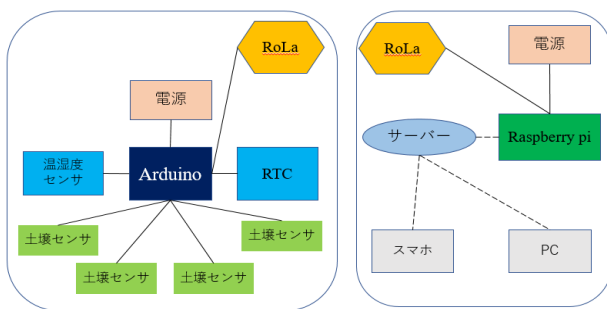 RoLa
電源
温湿度
センサ
Arduino
RTC
土壌センサ
土壌センサ
土壌センサ
土壌センサ
RoLa
電源
サーバー
Raspberry pi
スマホ
PC